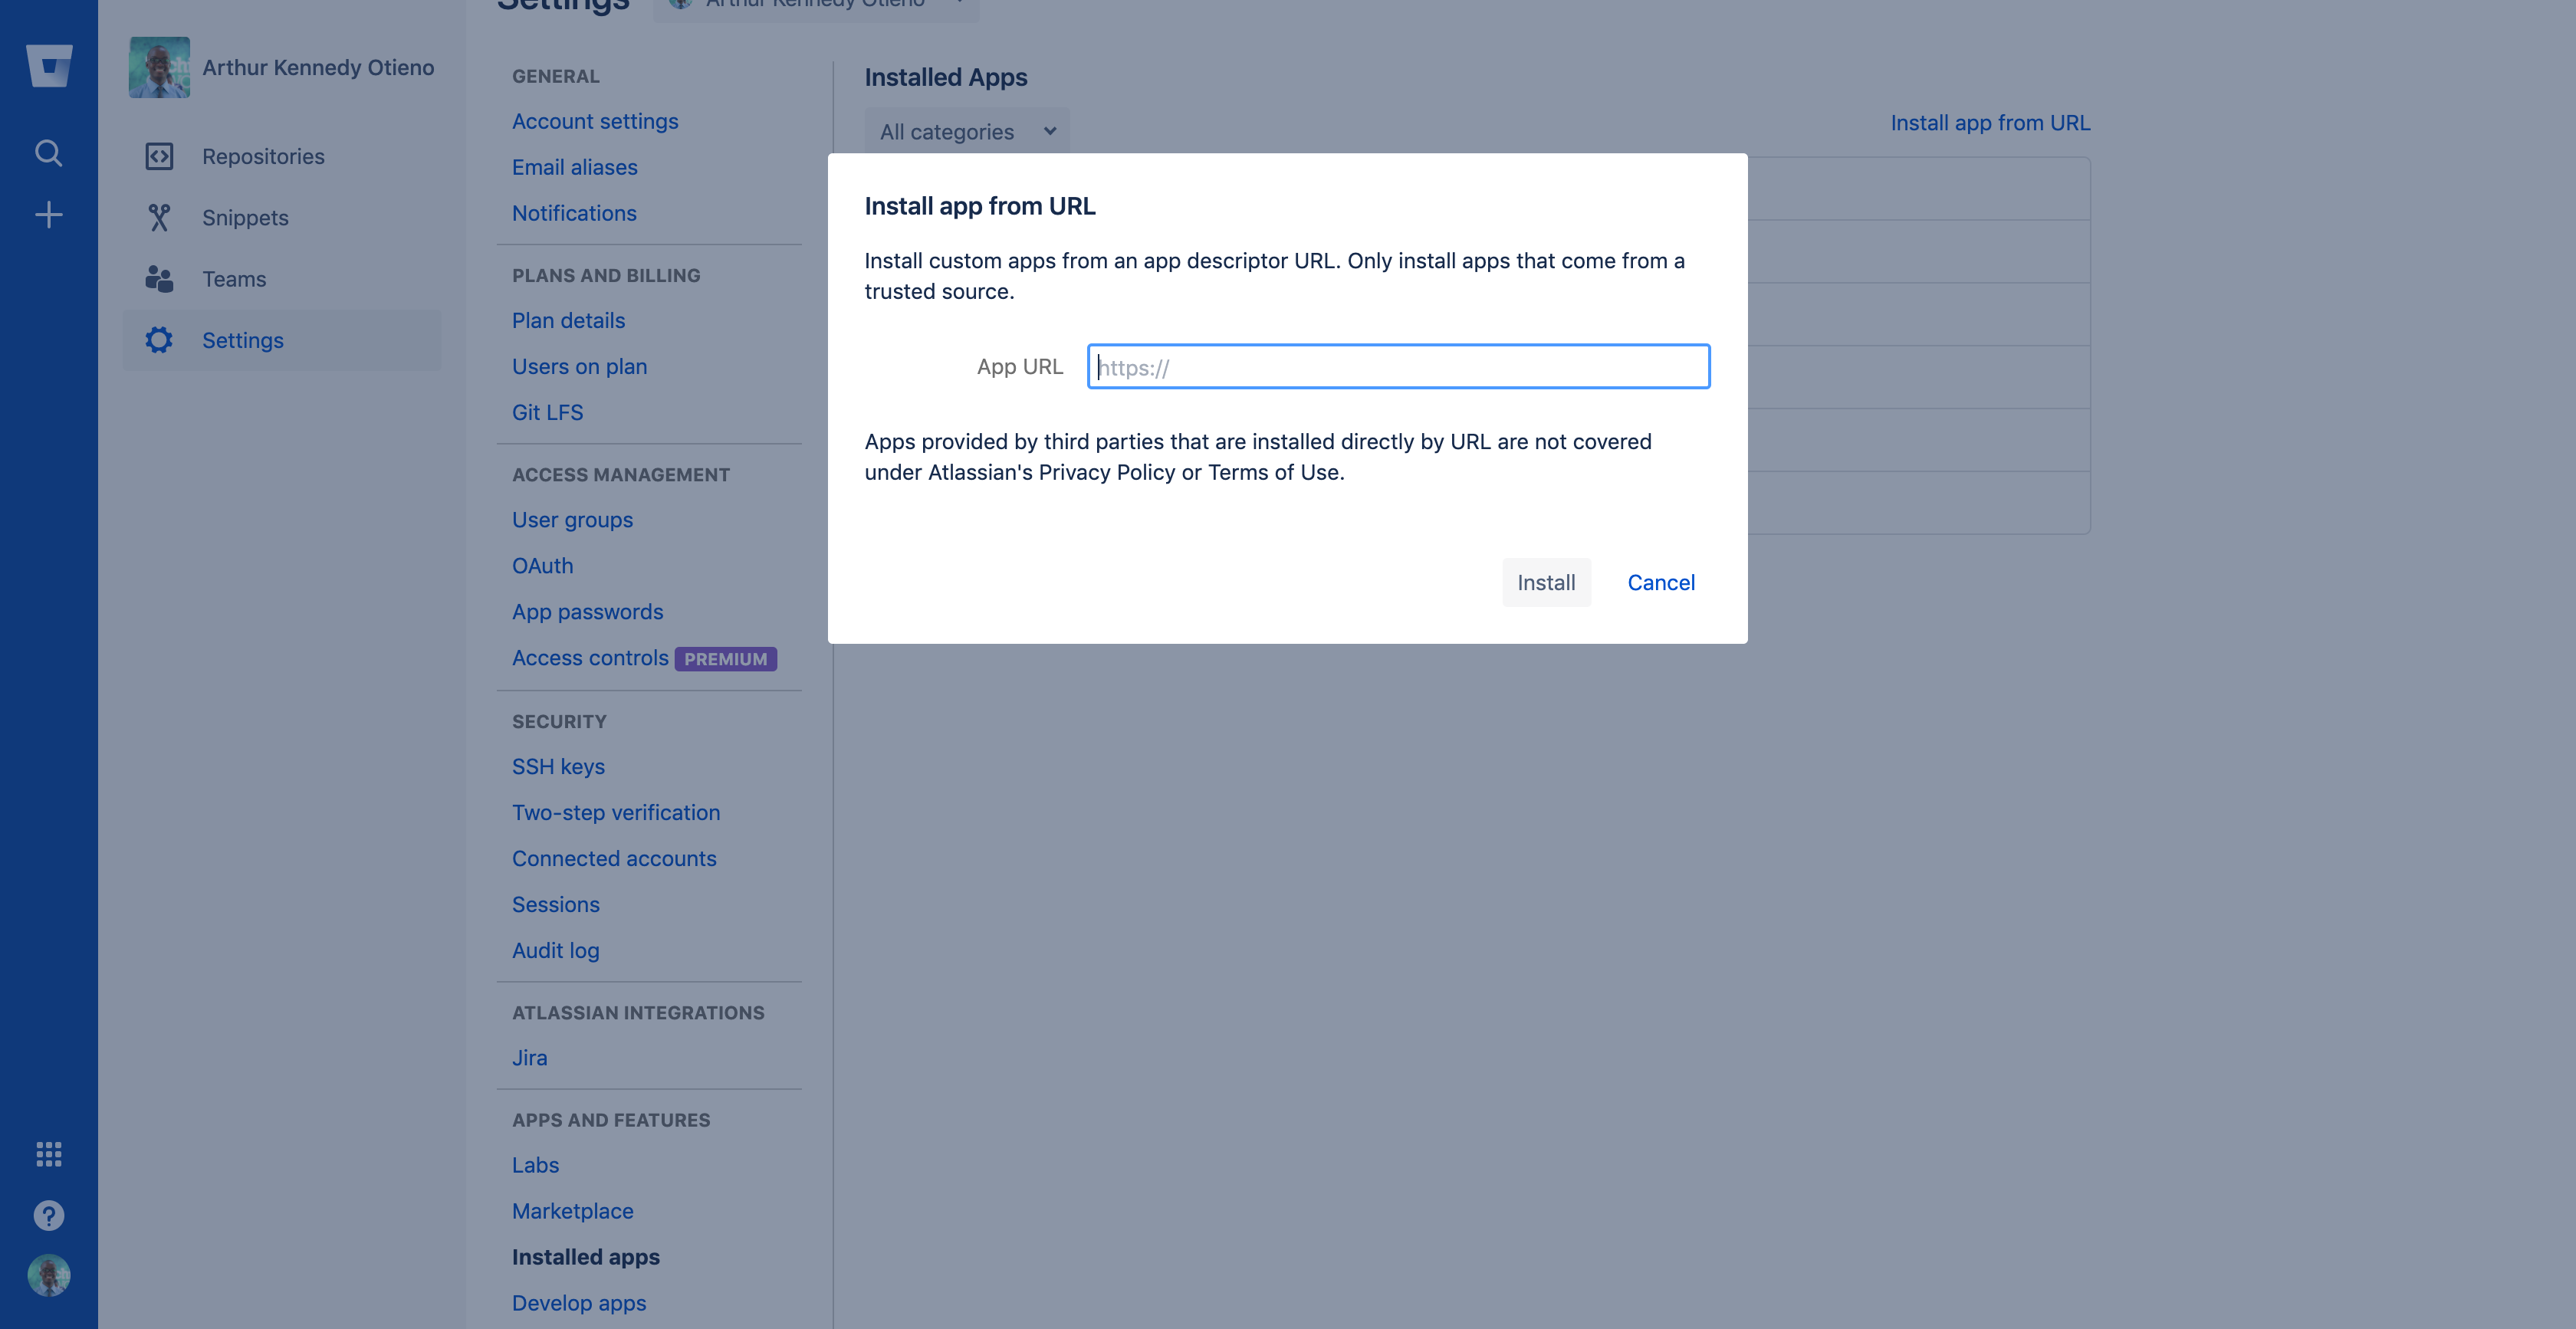 Settings
Arthur Kennedy Otieno
Arthur Kennedy Otieno
Repositories
Snippets
Teams
Settings
GENERAL
Account settings
Email aliases
Notifications
PLANS AND BILLING
Plan details
Users on plan
Git LFS
ACCESS MANAGEMENT
User groups
OAuth
App passwords
Access controls PREMIUM
SECURITY
SSH keys
Two-step verification
Connected accounts
Sessions
Audit log
ATLASSIAN INTEGRATIONS
Jira
APPS AND FEATURES
Labs
Marketplace
Installed apps
Develop apps
Installed Apps
All categories
Install app from URL
Install app from URL
Install custom apps from an app descriptor URL. Only install apps that come from a
trusted source.
App URL https://
Apps provided by third parties that are installed directly by URL are not covered
under Atlassian's Privacy Policy or Terms of Use.
Install Cancel